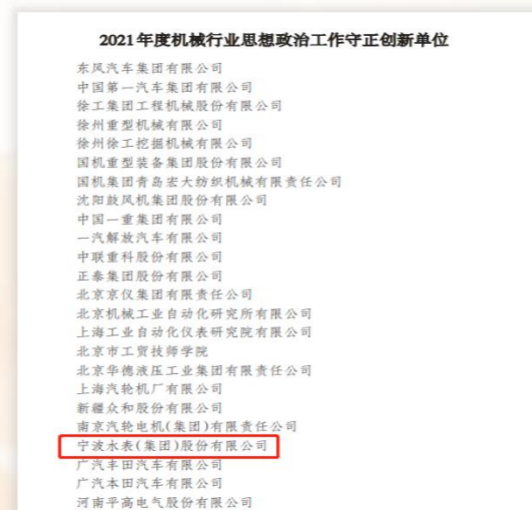 2021年度机械行业思想政治工作守正创新单位
东风汽车集团有限公司
中国第一汽车集团有限公司
徐工集团工程机械股份有限公司
徐州重型机械有限公司
徐州徐工挖掘机械有限公司
国机重型装备集团股份有限公司
国机集团青岛宏大纺织机械有限责任公司
沈阳鼓风机集团股份有限公司
中国一重集团有限公司
一汽解放汽车有限公司
中联重科股份有限公司
正泰集团股份有限公司
北京京仪集团有限责任公司
北京机械工业自动化研究所有限公司
上海工业自动化仪表研究院有限公司
北京市工贸技师学院
北京华德液压工业集团有限责任公司
上海汽轮机厂有限公司
新疆众和股份有限公司
南京汽轮电机(集团)有限责任公司
宁波水表(集团)股份有限公司
广汽丰田汽车有限公司
广汽本田汽车有限公司
河南平高电气股份有限公司